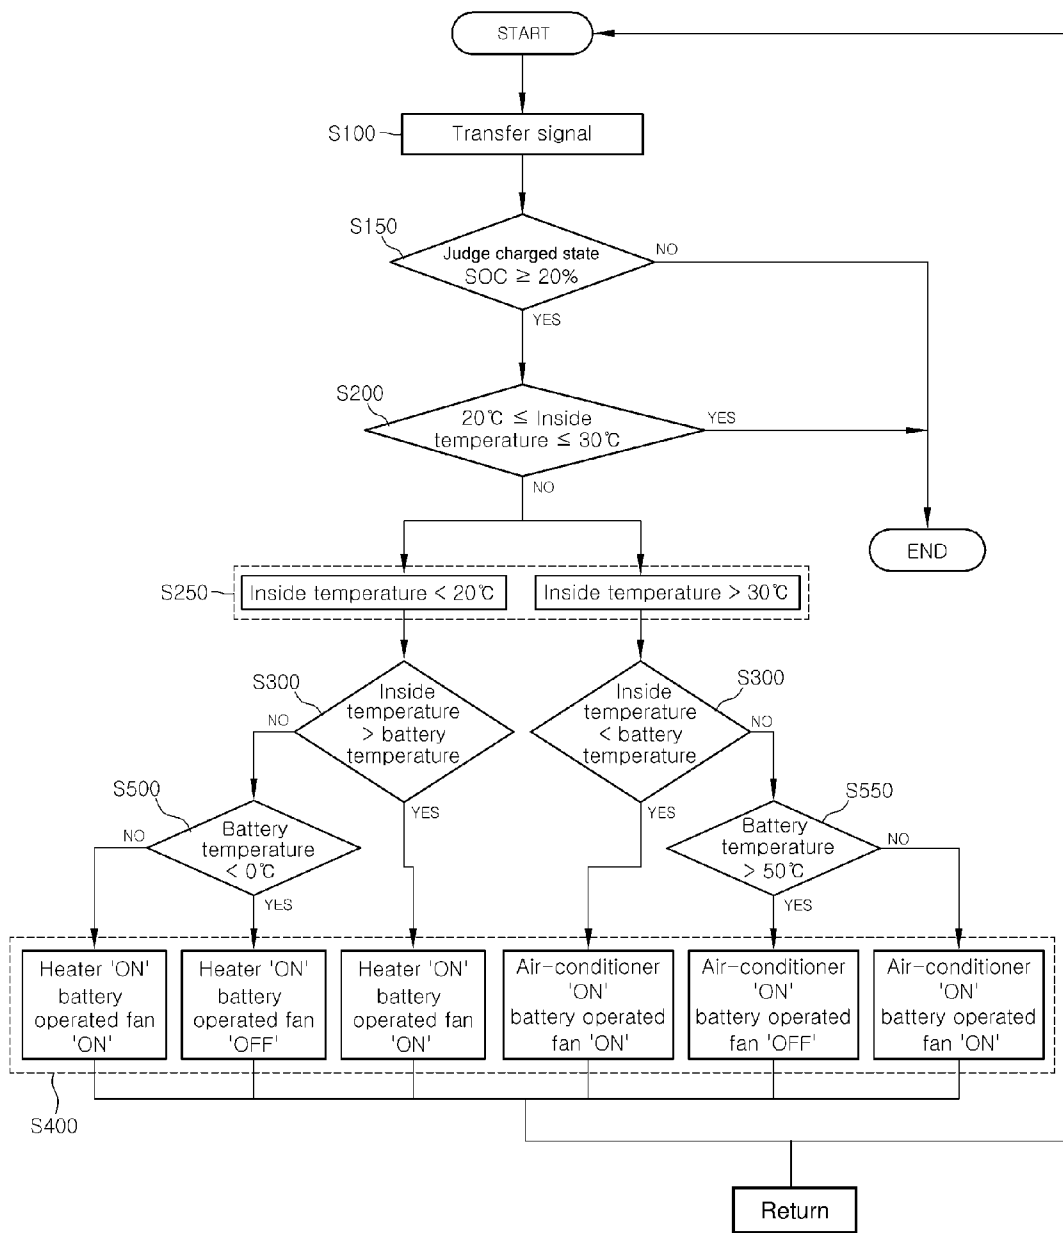 START
S100
Transfer signal
S150
Judge charged state
SOC ≥ 20%
NO
YES
S200
20℃ ≤ Inside
temperature ≤ 30℃
YES
NO
END
S250
Inside temperature < 20℃
Inside temperature > 30℃
S300
Inside
temperature
> battery
temperature
NO
YES
S300
Inside
temperature
< battery
temperature
NO
YES
S500
Battery
temperature
< 0℃
NO
YES
S550
Battery
temperature
> 50℃
NO
YES
Heater 'ON'
battery
operated fan
'ON'
Heater 'ON'
battery
operated fan
'OFF'
Heater 'ON'
battery
operated fan
'ON'
Air-conditioner
'ON'
battery operated
fan 'ON'
Air-conditioner
'ON'
battery operated
fan 'OFF'
Air-conditioner
'ON'
battery operated
fan 'ON'
S400
Return